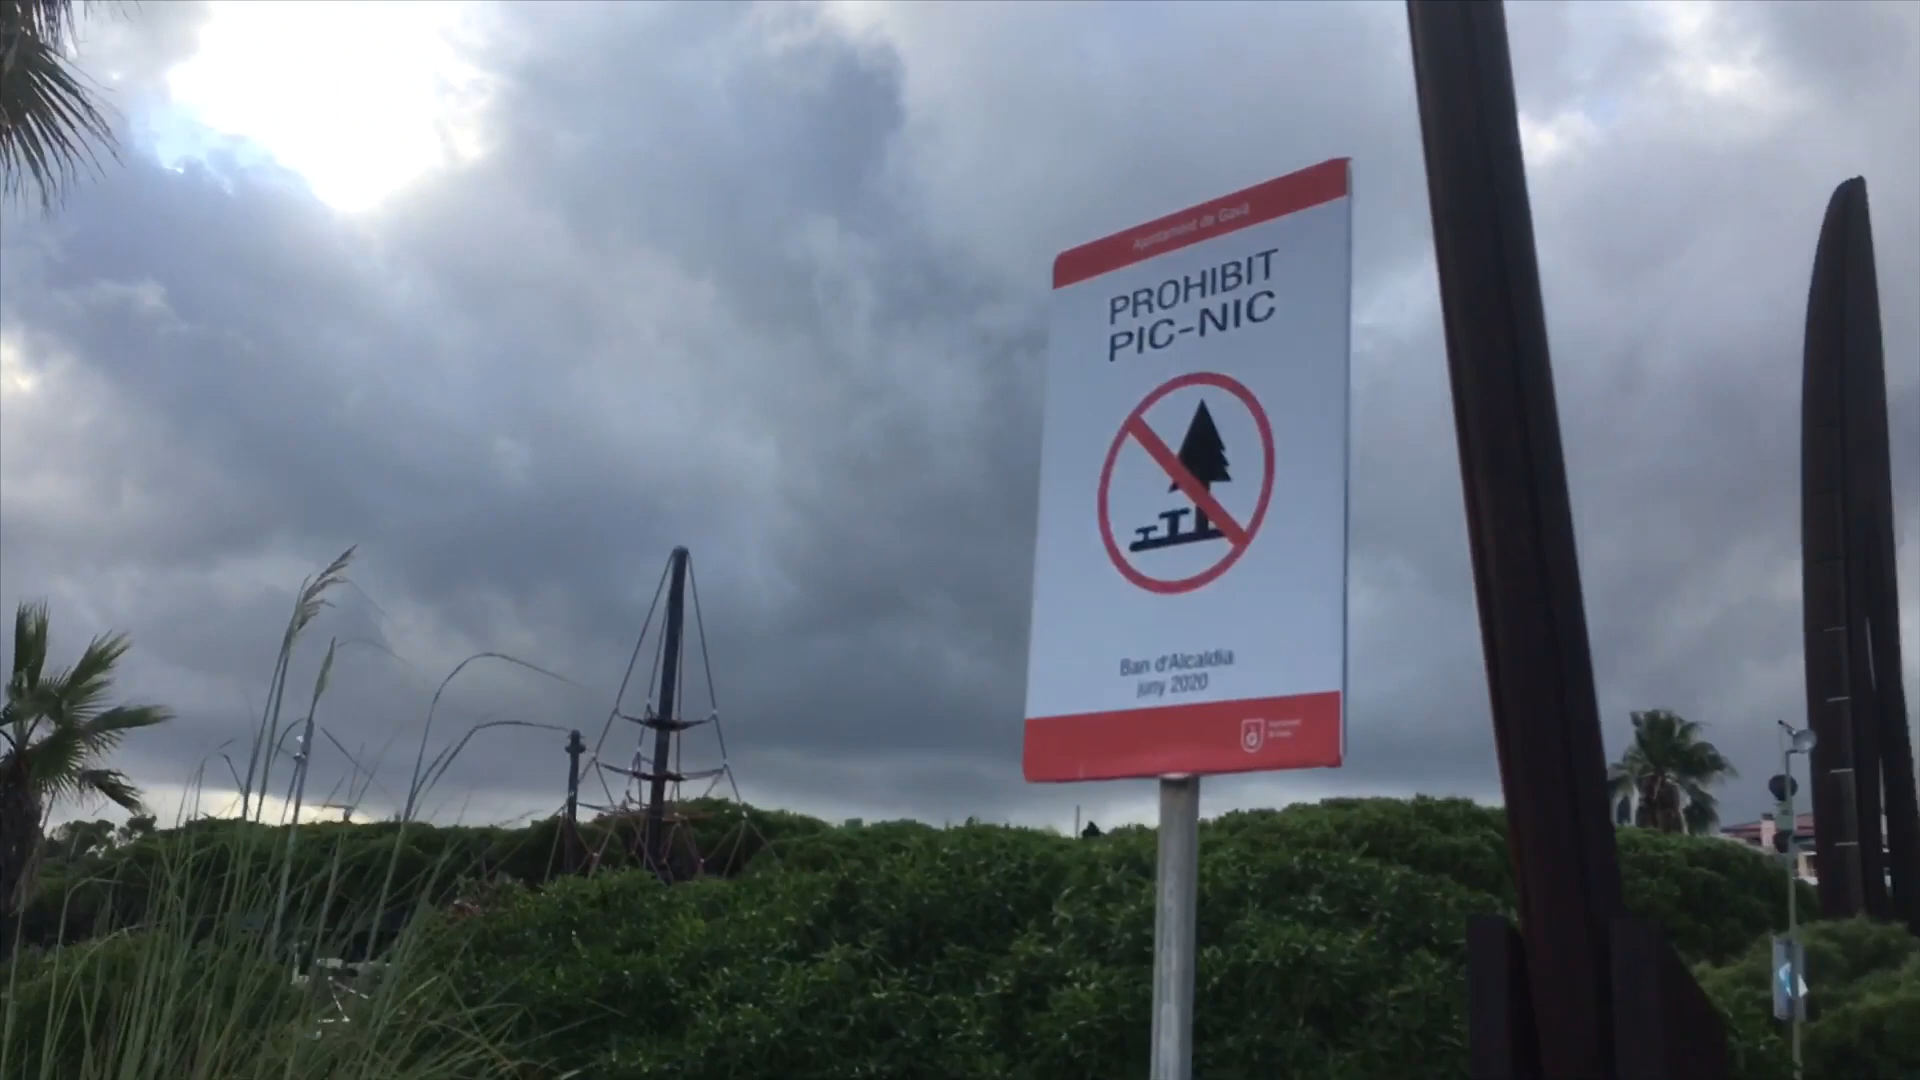 Ajuntament de Gavà
PROHIBIT
PIC-NIC
Ban d'Alcaldia
juny 2020